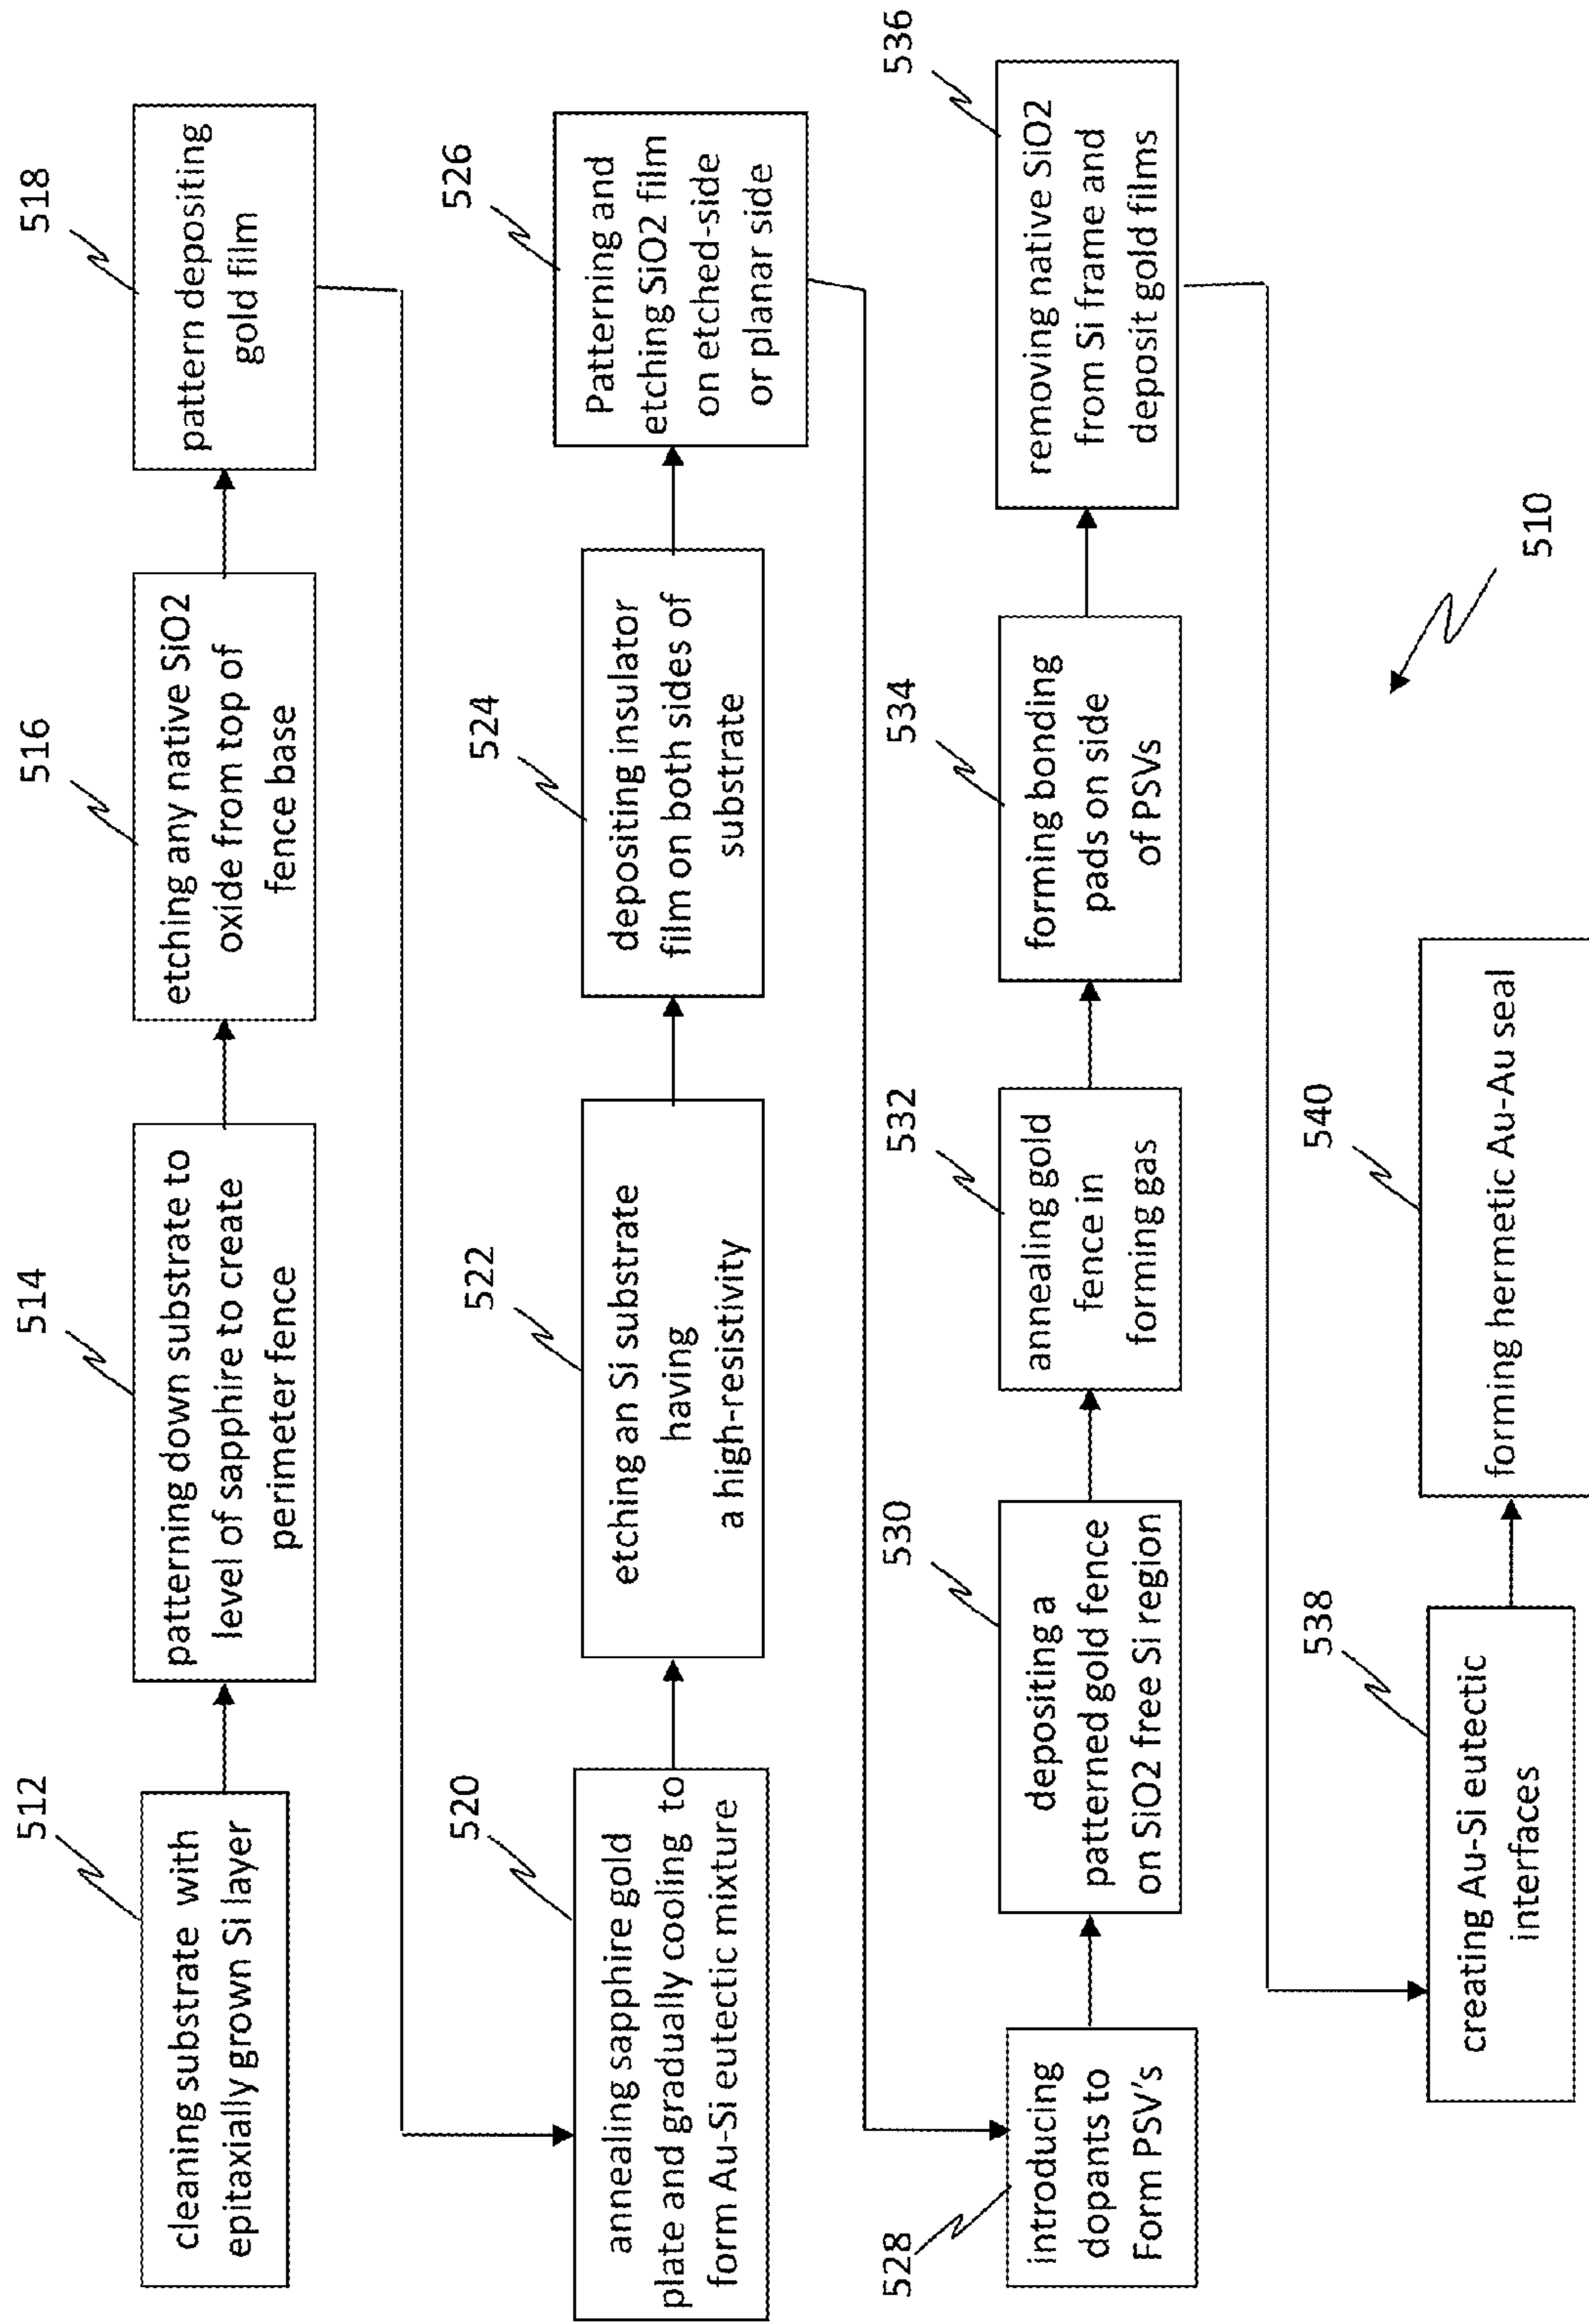 512
cleaning substrate with
epitaxially grown Si layer
514
patterning down substrate to
level of sapphire to create
perimeter fence
516
etching any native SiO2
oxide from top of
fence base
518
pattern depositing
gold film
520
annealing sapphire gold
plate and gradually cooling to
form Au-Si eutectic mixture
522
etching an Si substrate
having
a high-resistivity
524
depositing insulator
film on both sides of
substrate
526
Patterning and
etching SiO2 film
on etched-side
or planar side
528
introducing
dopants to
Form PSV's
530
depositing a
patterned gold fence
on SiO2 free Si region
532
annealing gold
fence in
forming gas
534
forming bonding
pads on side
of PSVs
536
removing native SiO2
from Si frame and
deposit gold films
538
creating Au-Si eutectic
interfaces
540
forming hermetic Au-Au seal
510